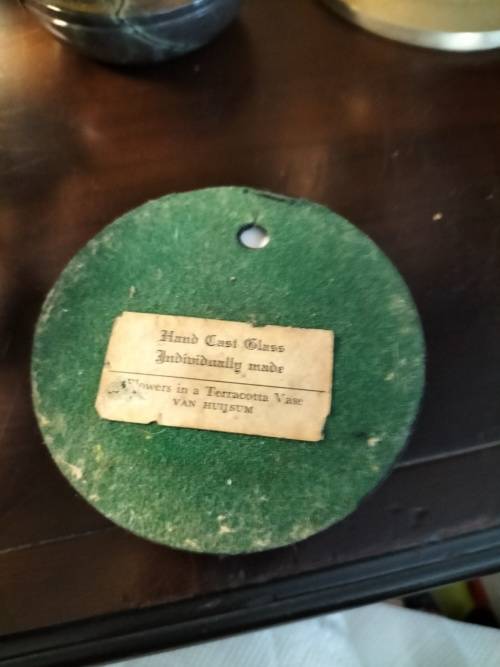 Hand Cast Glass
Individually made
Flowers in a Terracotta Vase
VAN HUIJSUM